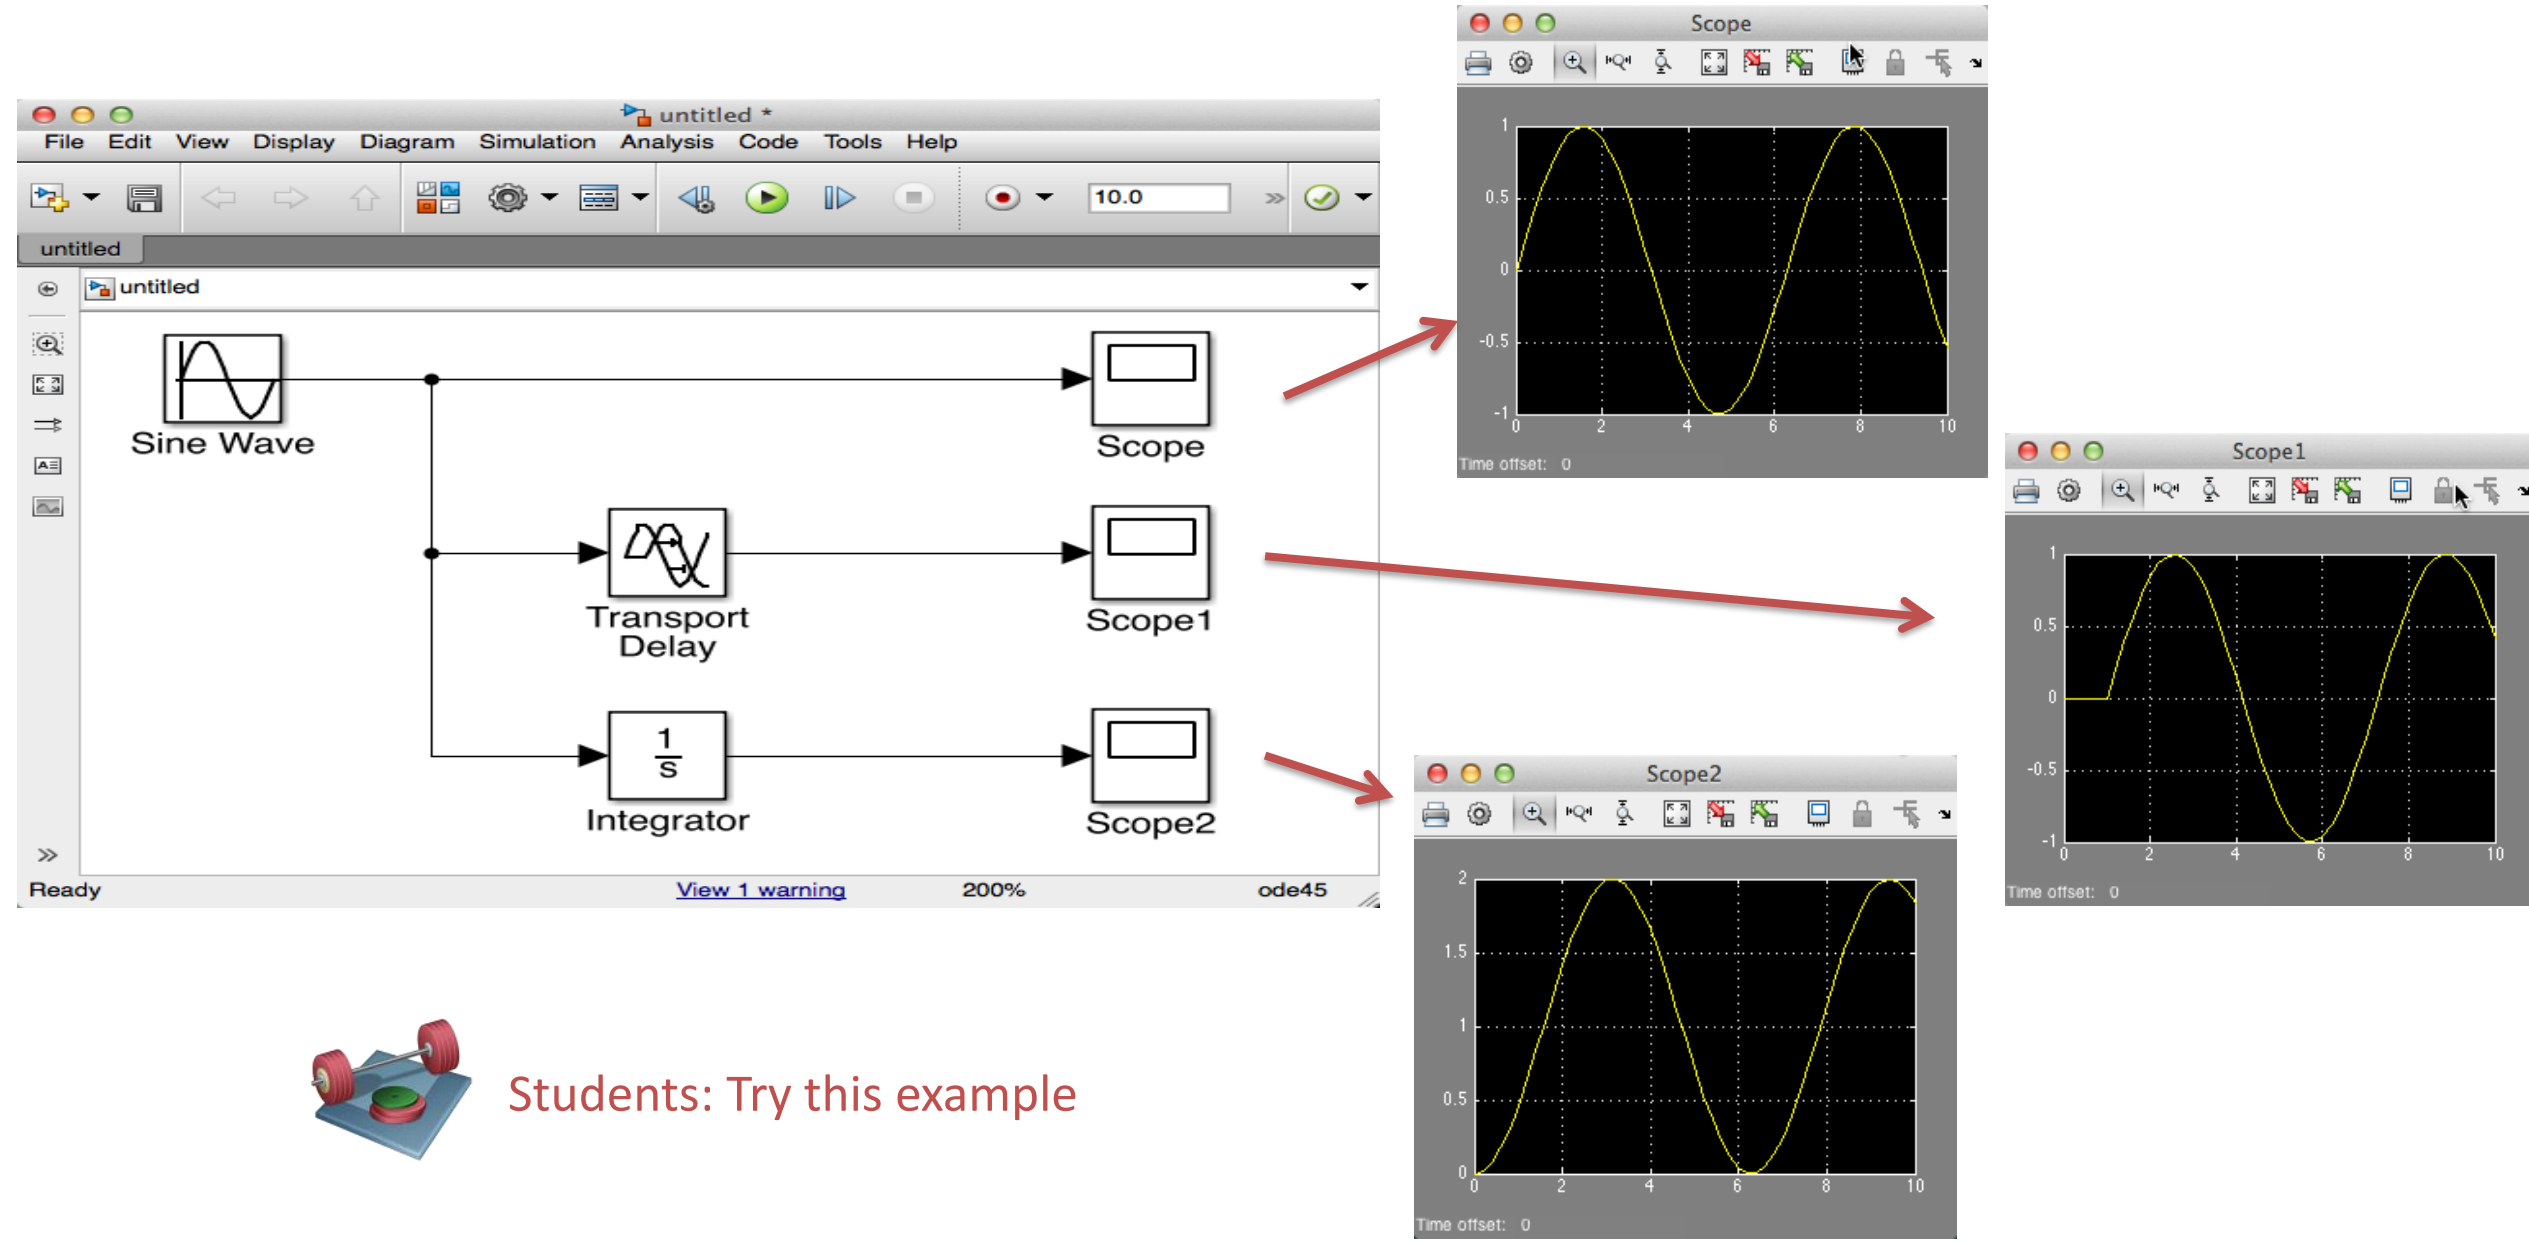 untitled *
File Edit View Display Diagram Simulation Analysis Code Tools Help
10.0
untitled
untitled
Sine Wave
Scope
Transport
Delay
Scope1
1
s
Integrator
Scope2
Ready View 1 warning 200% ode45
Scope
1
0.5
0
-0.5
-1
0 2 4 6 8 10
Time offset: 0
Scope1
1
0.5
0
-0.5
-1
0 2 4 6 8 10
Time offset: 0
Scope2
2
1.5
1
0.5
0
0 2 4 6 8 10
Time offset: 0
Students: Try this example